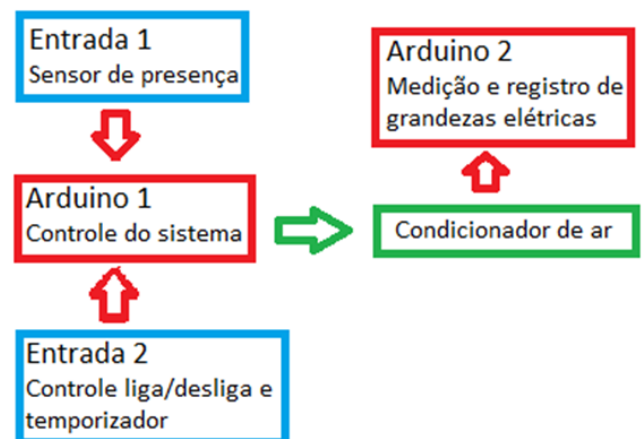 Entrada 1
Sensor de presença
Arduino 1
Controle do sistema
Entrada 2
Controle liga/desliga e
temporizador
Arduino 2
Medição e registro de
grandezas elétricas
Condicionador de ar